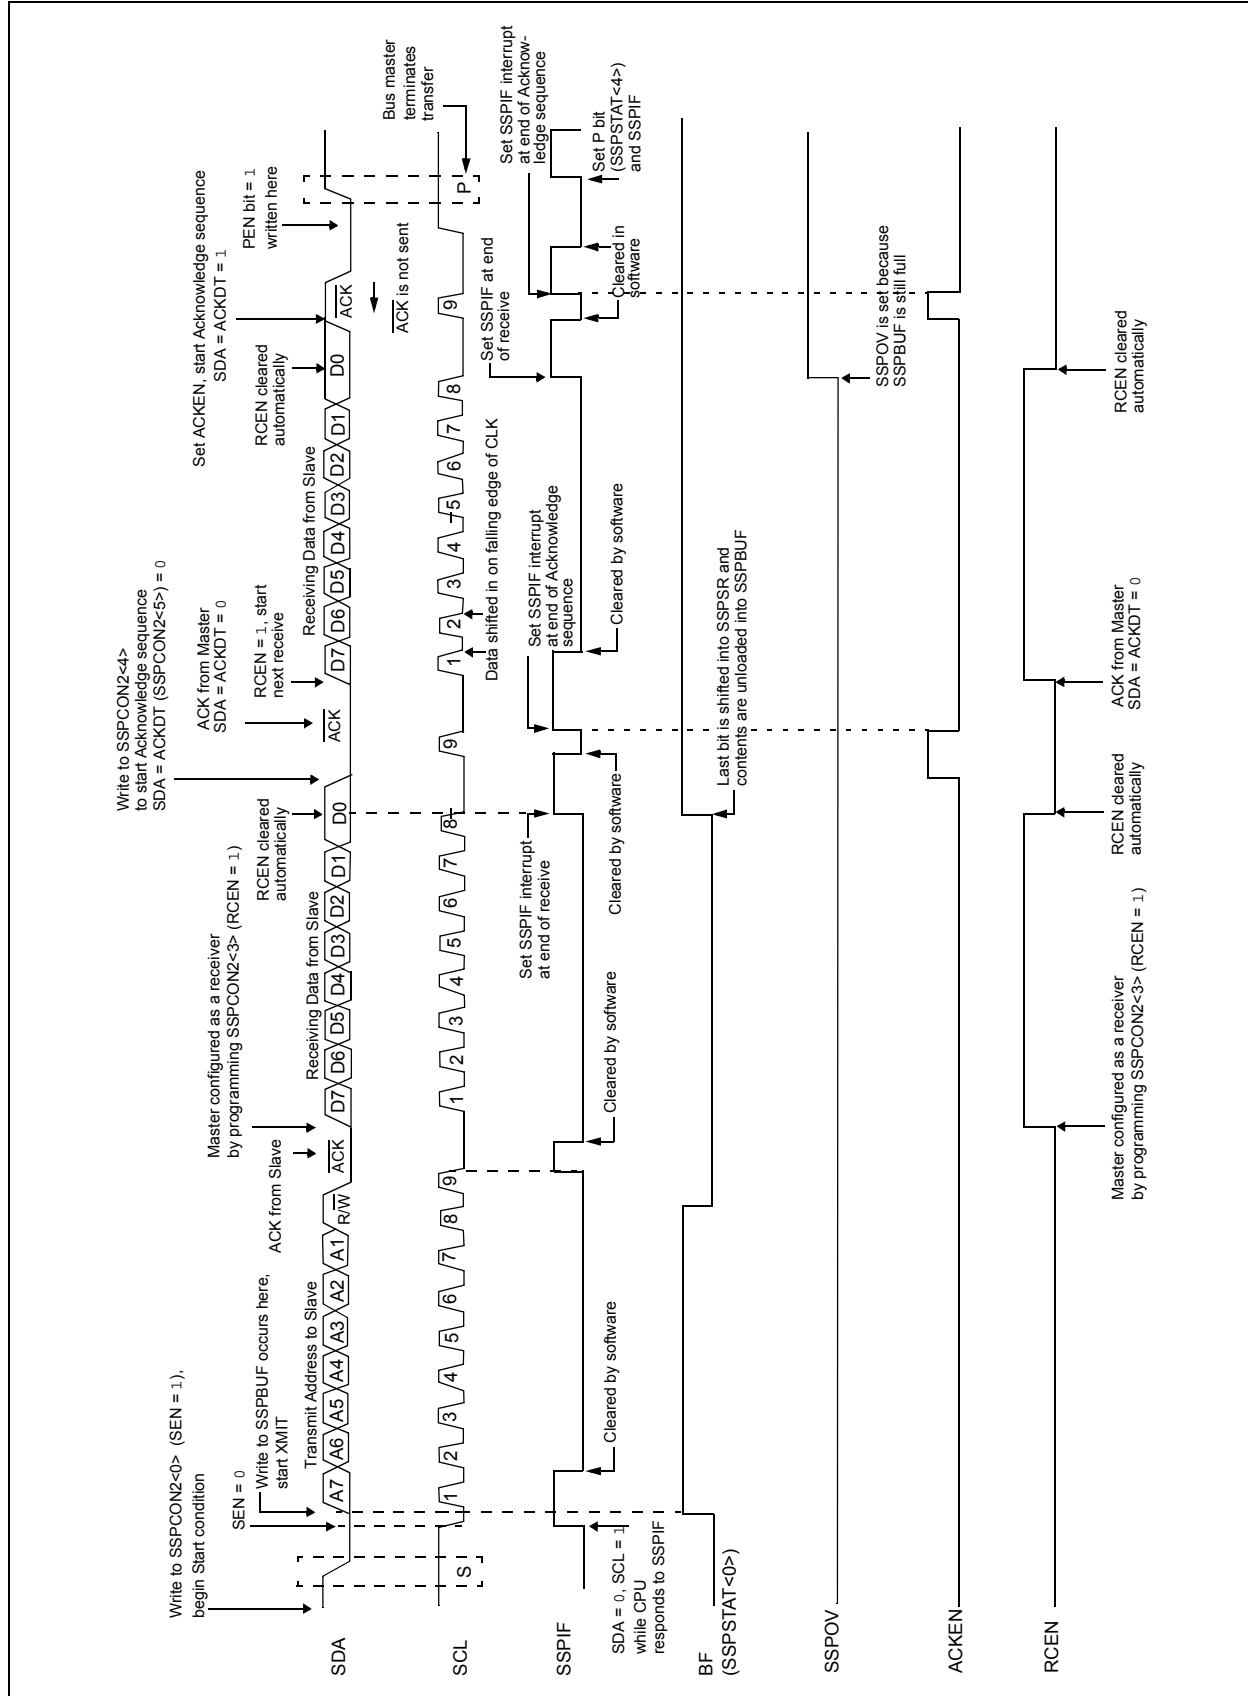 Write to SSPCON2<0> (SEN = 1),
begin Start condition
SEN = 0
Write to SSPBUF occurs here,
start XMIT
ACK from Slave
Master configured as a receiver
by programming SSPCON2<3> (RCEN = 1)
RCEN cleared
automatically
Write to SSPCON2<4>
to start Acknowledge sequence
SDA = ACKDT (SSPCON2<5>) = 0
ACK from Master
SDA = ACKDT = 0
RCEN = 1, start
next receive
RCEN cleared
automatically
Set ACKEN, start Acknowledge sequence
SDA = ACKDT = 1
PEN bit = 1
written here
Transmit Address to Slave
Receiving Data from Slave
Receiving Data from Slave
SDA
A7 A6 A5 A4 A3 A2 A1 R/W ACK
D7 D6 D5 D4 D3 D2 D1 D0 ACK
D7 D6 D5 D4 D3 D2 D1 D0 ACK
ACK is not sent
Bus master
terminates
transfer
SCL
S 1 2 3 4 5 6 7 8 9
1 2 3 4 5 6 7 8 9
1 2 3 4 5 6 7 8 9 P
Data shifted in on falling edge of CLK
Set SSPIF interrupt
at end of receive
Set SSPIF interrupt
at end of Acknowledge
sequence
Set SSPIF at end
of receive
Set SSPIF interrupt
at end of Acknow-
ledge sequence
SSPIF
SDA = 0, SCL = 1
while CPU
responds to SSPIF
Cleared by software
Cleared by software
Cleared by software
Cleared by software
Cleared in
software
Set P bit
(SSPSTAT<4>)
and SSPIF
BF
(SSPSTAT<0>)
Last bit is shifted into SSPSR and
contents are unloaded into SSPBUF
SSPOV
SSPOV is set because
SSPBUF is still full
ACKEN
RCEN
Master configured as a receiver
by programming SSPCON2<3> (RCEN = 1)
RCEN cleared
automatically
ACK from Master
SDA = ACKDT = 0
RCEN cleared
automatically